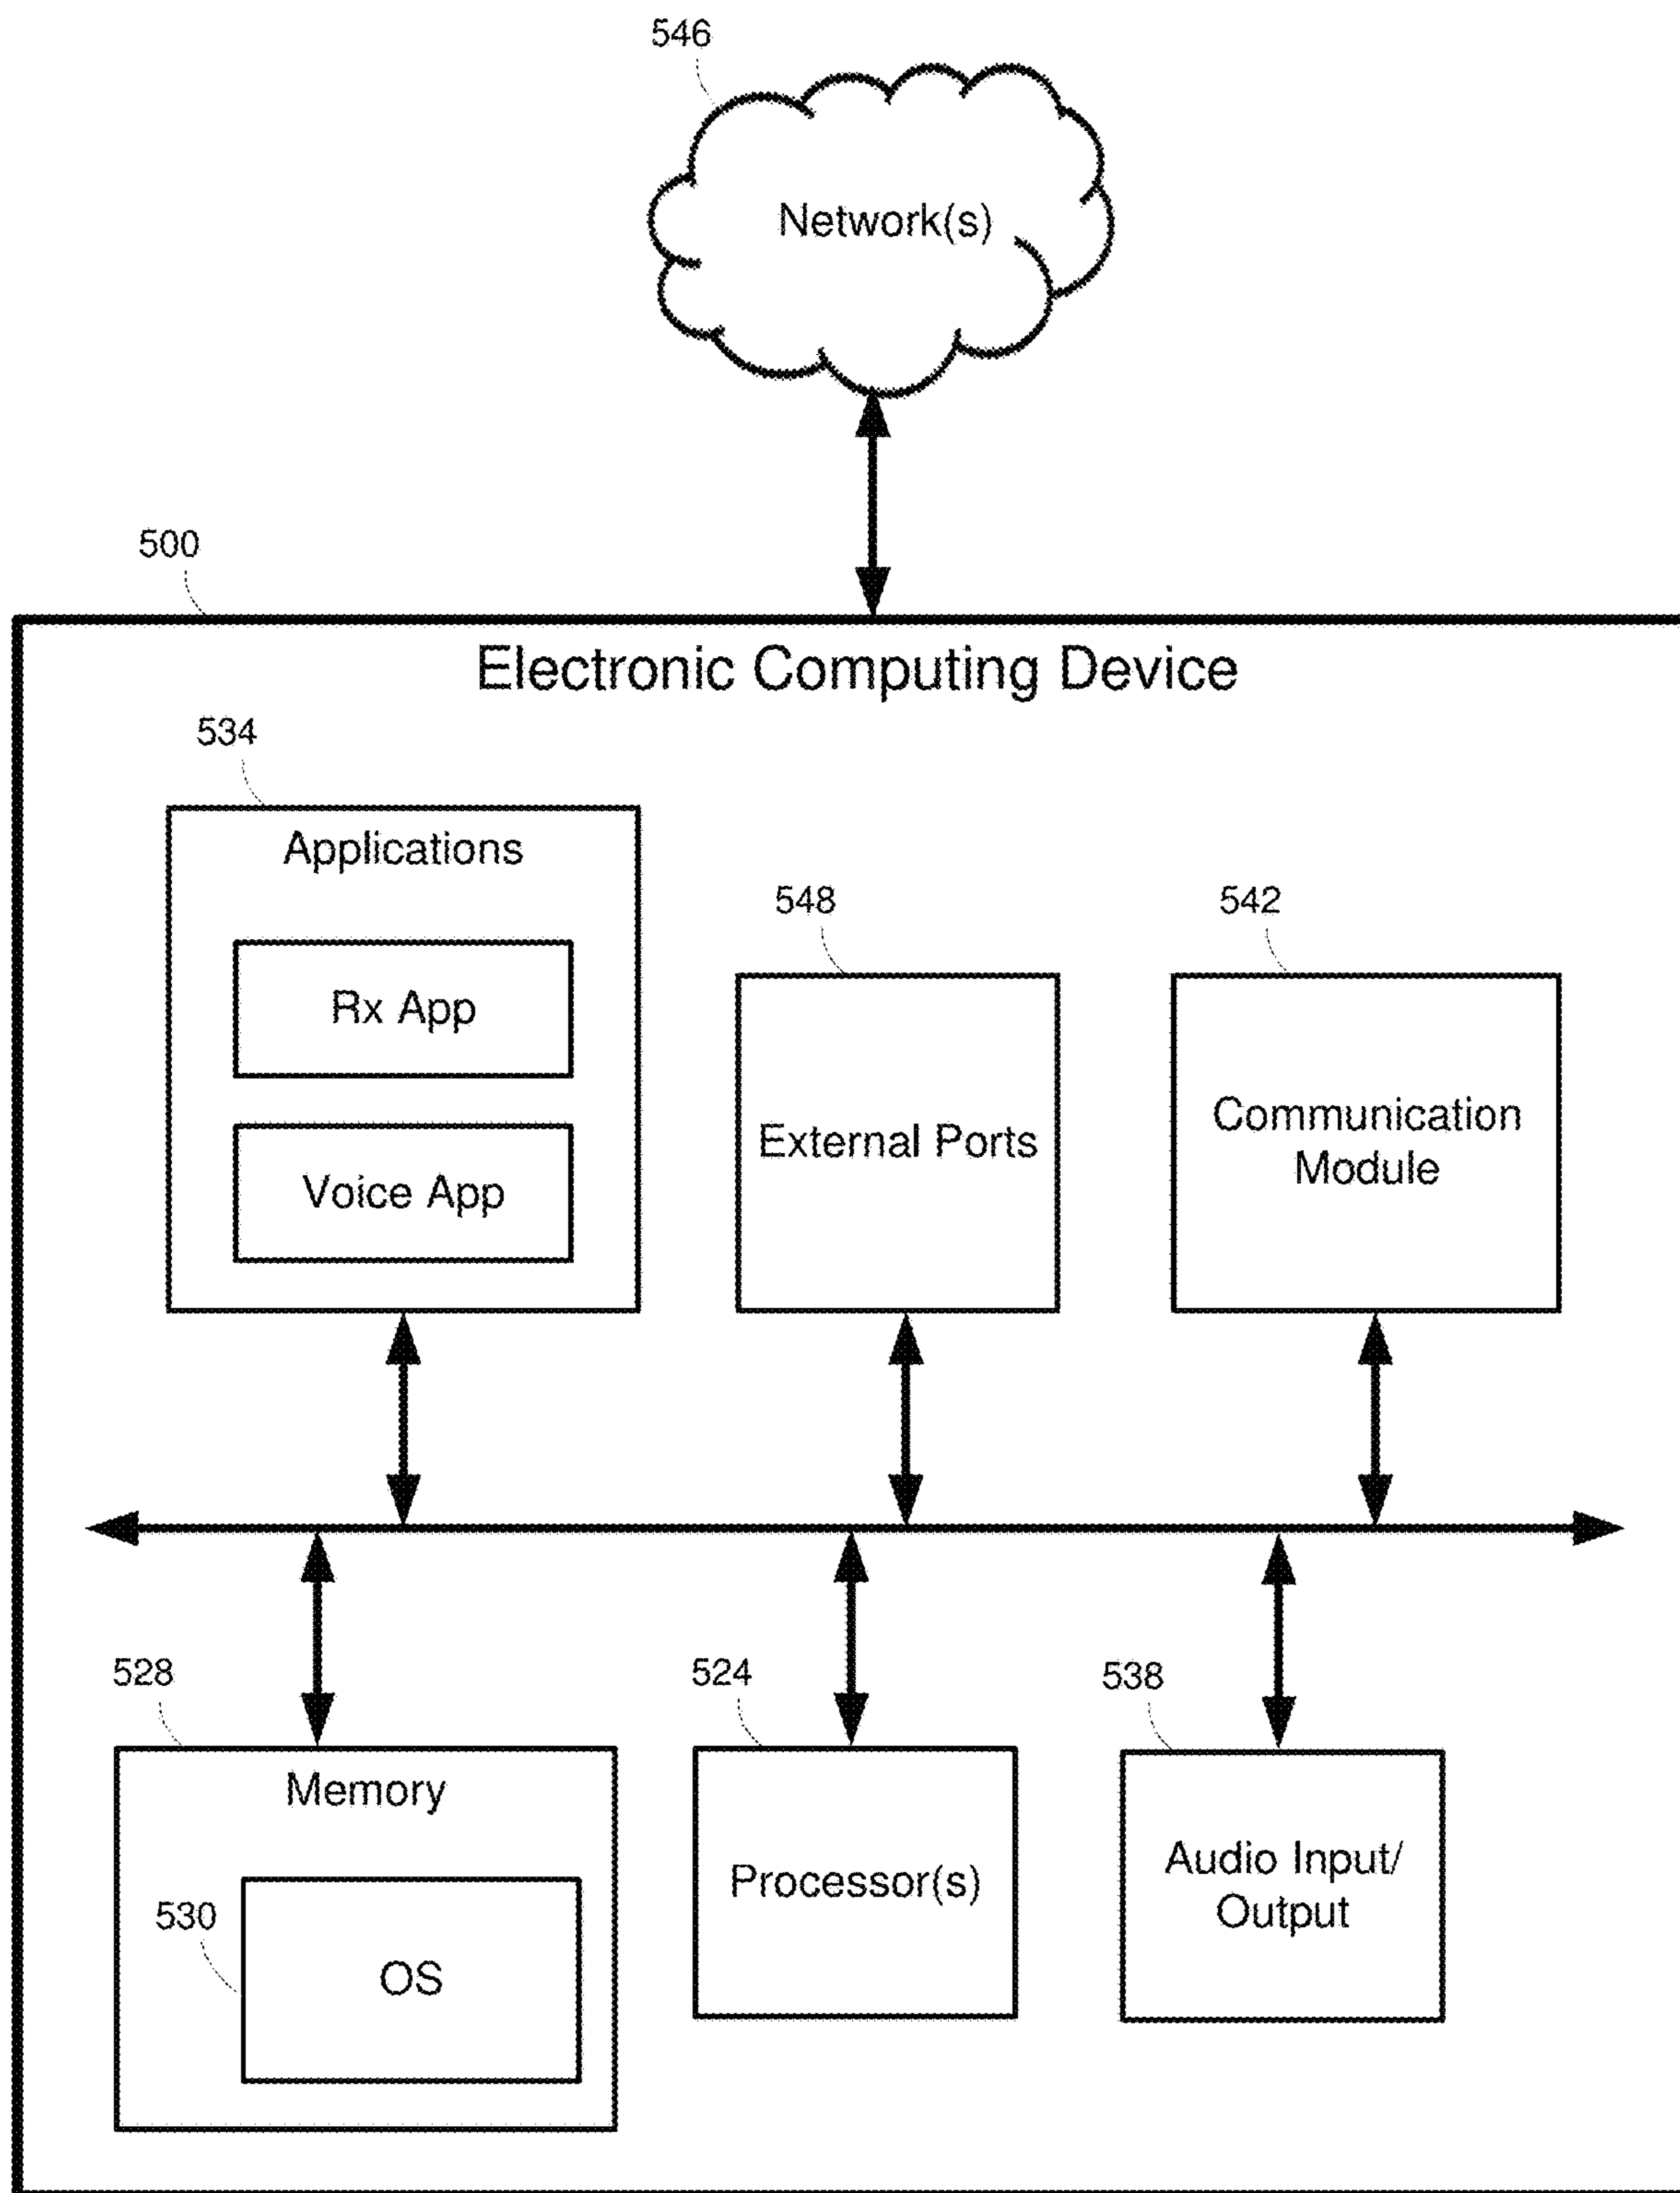 546
Network(s)
500
Electronic Computing Device
534
Applications
Rx App
Voice App
548
External Ports
542
Communication
Module
528
Memory
530
OS
524
Processor(s)
538
Audio Input/
Output